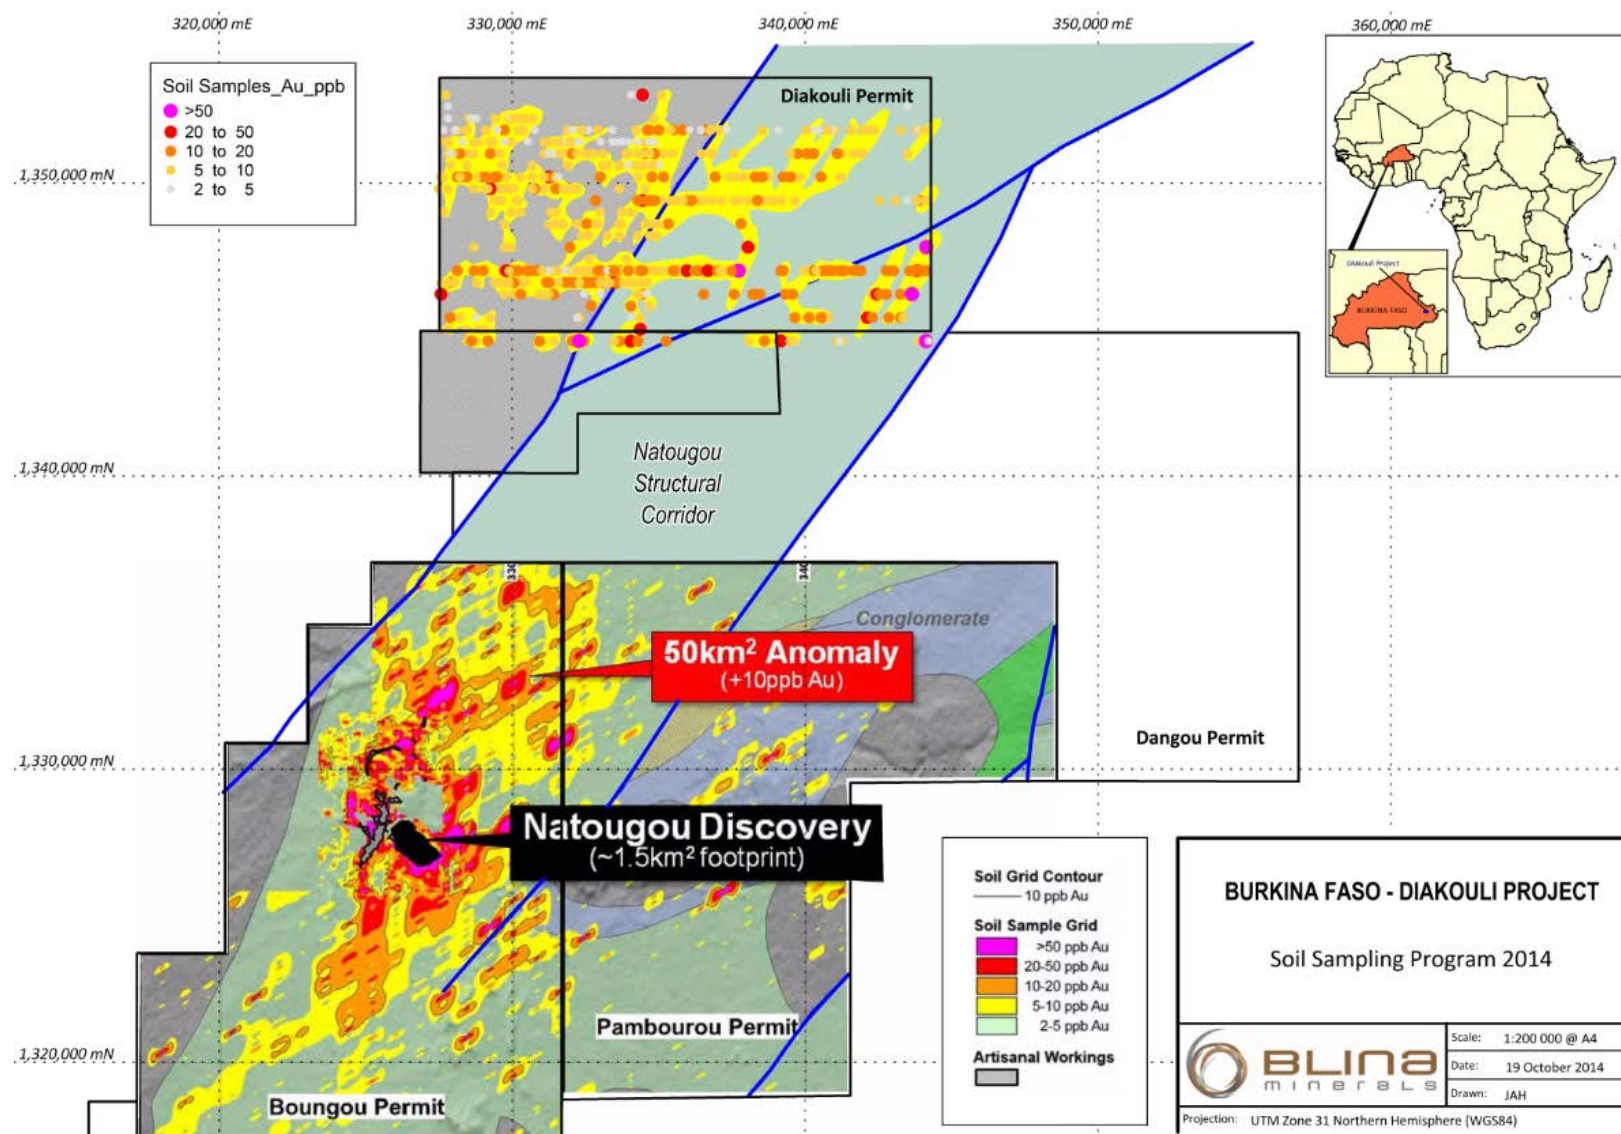 320,000 mE
330,000 mE
340,000 mE
350,000 mE
360,000 mE
Soil Samples_Au_ppb
>50
20 to 50
10 to 20
5 to 10
2 to 5
Diakouli Permit
1,350,000 mN
Diakouli Project
BURKINA FASO
1,340,000 mN
Natougou
Structural
Corridor
330
340
Conglomerate
50km² Anomaly
(+10ppb Au)
Dangou Permit
1,330,000 mN
Natougou Discovery
(~1.5km² footprint)
Soil Grid Contour
10 ppb Au
Soil Sample Grid
>50 ppb Au
20-50 ppb Au
10-20 ppb Au
5-10 ppb Au
2-5 ppb Au
Artisanal Workings
BURKINA FASO - DIAKOULI PROJECT
Soil Sampling Program 2014
Pambourou Permit
1,320,000 mN
Boungou Permit
BLINA
minerals
Scale: 1:200 000 @ A4
Date: 19 October 2014
Drawn: JAH
Projection: UTM Zone 31 Northern Hemisphere (WGS84)